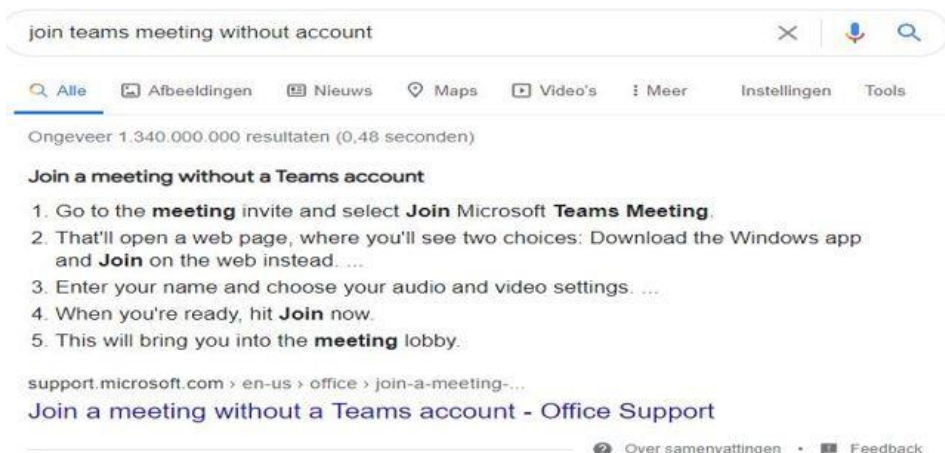 join teams meeting without account
Alle Afbeeldingen Nieuws Maps Video's Meer Instellingen Tools
Ongeveer 1.340.000.000 resultaten (0,48 seconden)
Join a meeting without a Teams account
1. Go to the meeting invite and select Join Microsoft Teams Meeting.
2. That'll open a web page, where you'll see two choices: Download the Windows app
and Join on the web instead. ...
3. Enter your name and choose your audio and video settings. ...
4. When you're ready, hit Join now.
5. This will bring you into the meeting lobby.
support.microsoft.com › en-us › office › join-a-meeting-...
Join a meeting without a Teams account - Office Support
Over samenvattingen • Feedback